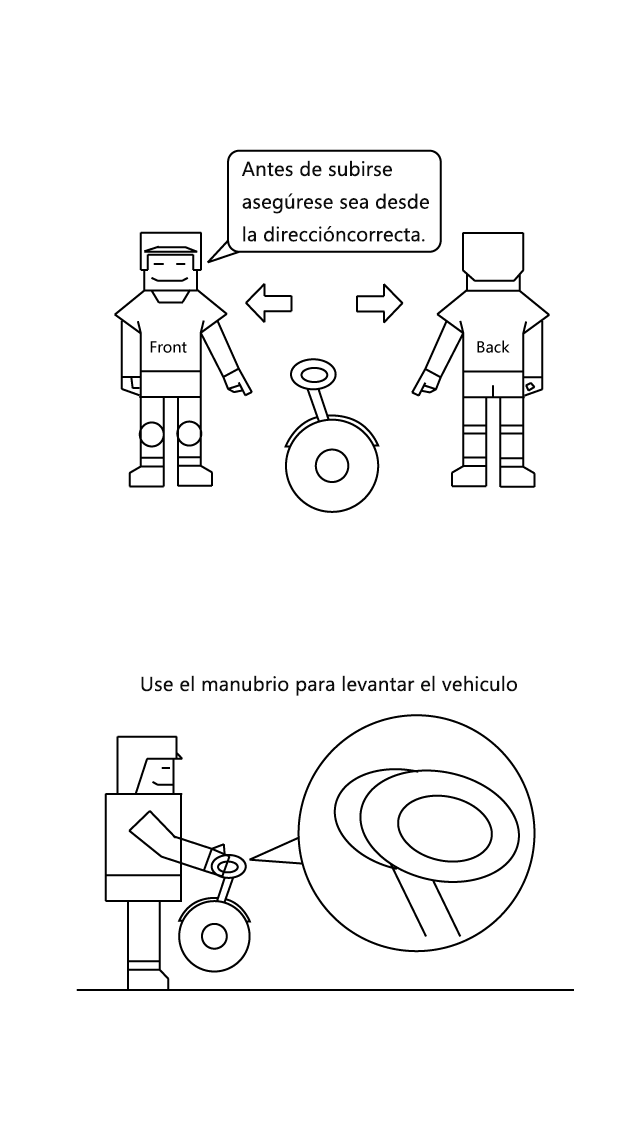 Antes de subirse
asegúrese sea desde
la direccióncorrecta.
Front
Back
Use el manubrio para levantar el vehiculo